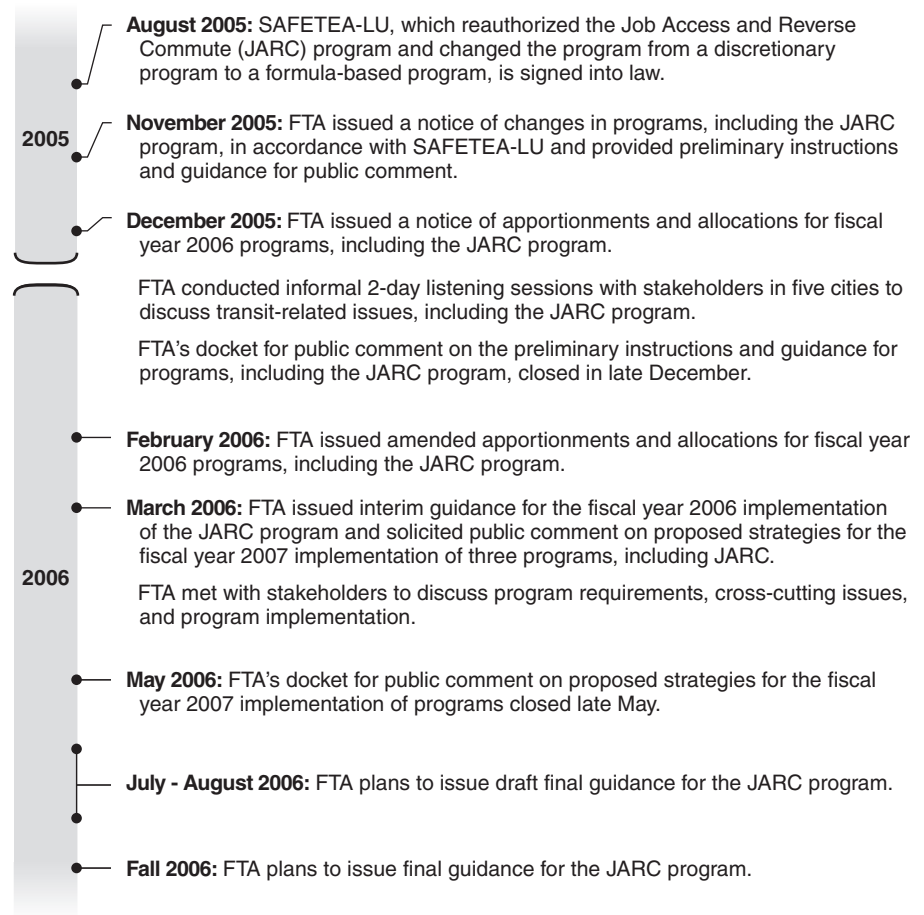 August 2005: SAFETEA-LU, which reauthorized the Job Access and Reverse
Commute (JARC) program and changed the program from a discretionary
program to a formula-based program, is signed into law.
2005
November 2005: FTA issued a notice of changes in programs, including the JARC
program, in accordance with SAFETEA-LU and provided preliminary instructions
and guidance for public comment.
December 2005: FTA issued a notice of apportionments and allocations for fiscal
year 2006 programs, including the JARC program.
FTA conducted informal 2-day listening sessions with stakeholders in five cities to
discuss transit-related issues, including the JARC program.
FTA's docket for public comment on the preliminary instructions and guidance for
programs, including the JARC program, closed in late December.
February 2006: FTA issued amended apportionments and allocations for fiscal year
2006 programs, including the JARC program.
March 2006: FTA issued interim guidance for the fiscal year 2006 implementation
of the JARC program and solicited public comment on proposed strategies for the
fiscal year 2007 implementation of three programs, including JARC.
2006
FTA met with stakeholders to discuss program requirements, cross-cutting issues,
and program implementation.
May 2006: FTA's docket for public comment on proposed strategies for the fiscal
year 2007 implementation of programs closed late May.
July - August 2006: FTA plans to issue draft final guidance for the JARC program.
Fall 2006: FTA plans to issue final guidance for the JARC program.